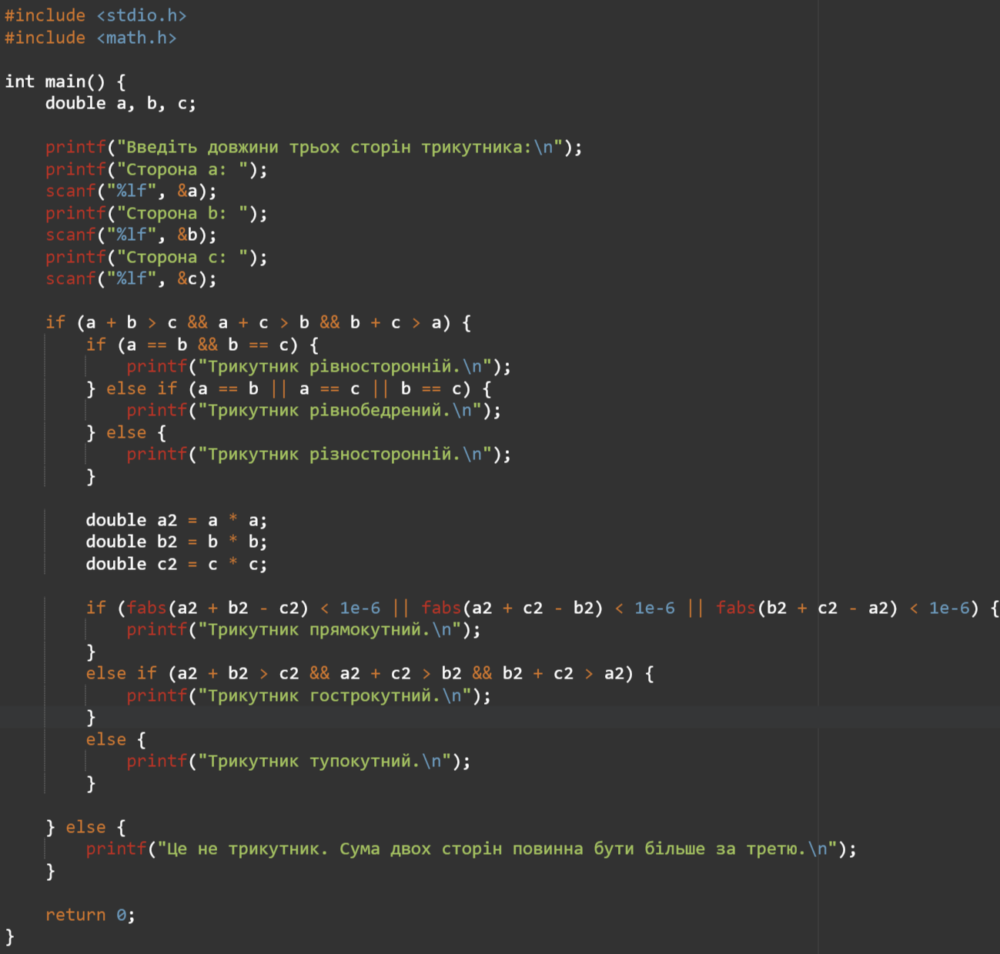 #include <stdio.h>
#include <math.h>

int main() {
    double a, b, c;

    printf("Введіть довжини трьох сторін трикутника:\n");
    printf("Сторона a: ");
    scanf("%lf", &a);
    printf("Сторона b: ");
    scanf("%lf", &b);
    printf("Сторона c: ");
    scanf("%lf", &c);

    if (a + b > c && a + c > b && b + c > a) {
        if (a == b && b == c) {
            printf("Трикутник рівносторонній.\n");
        } else if (a == b || a == c || b == c) {
            printf("Трикутник рівнобедрений.\n");
        } else {
            printf("Трикутник різносторонній.\n");
        }

        double a2 = a * a;
        double b2 = b * b;
        double c2 = c * c;

        if (fabs(a2 + b2 - c2) < 1e-6 || fabs(a2 + c2 - b2) < 1e-6 || fabs(b2 + c2 - a2) < 1e-6) {
            printf("Трикутник прямокутний.\n");
        }
        else if (a2 + b2 > c2 && a2 + c2 > b2 && b2 + c2 > a2) {
            printf("Трикутник гострокутний.\n");
        }
        else {
            printf("Трикутник тупокутний.\n");
        }

    } else {
        printf("Це не трикутник. Сума двох сторін повинна бути більше за третю.\n");
    }

    return 0;
}